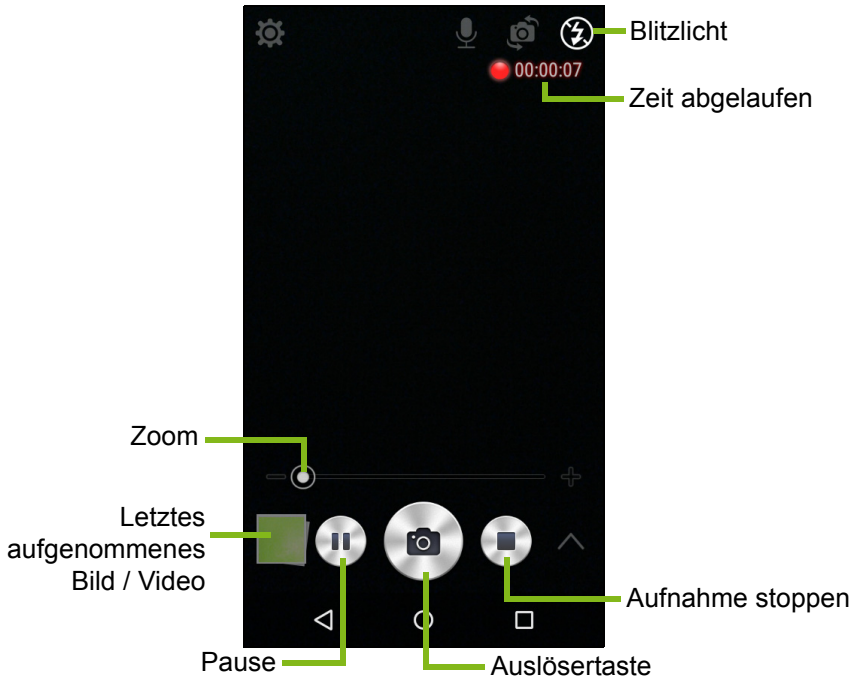 Blitzlicht
00:00:07
Zeit abgelaufen
Zoom
Letztes
aufgenommenes
Bild / Video
Aufnahme stoppen
Pause
Auslösertaste